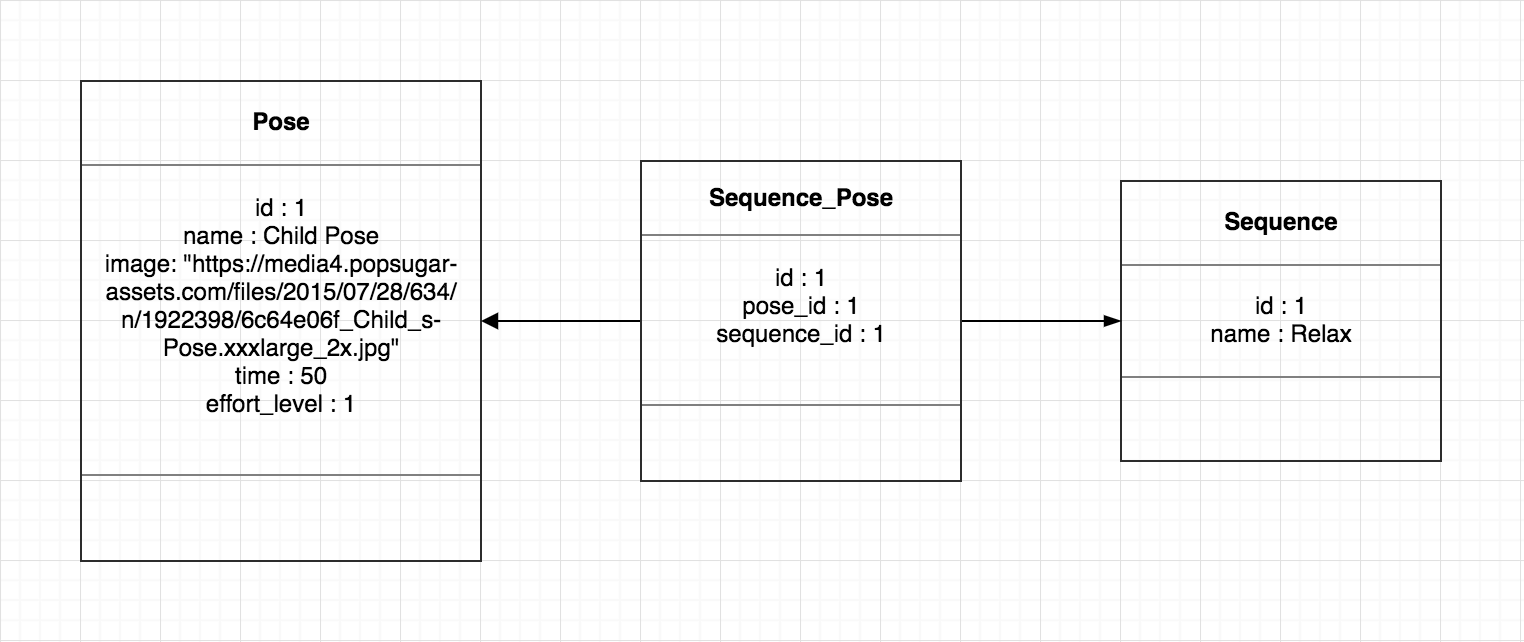 Pose
id : 1
name : Child Pose
image: "https://media4.popsugar-
assets.com/files/2015/07/28/634/
n/1922398/6c64e06f_Child_s-
Pose.xxxlarge_2x.jpg"
time : 50
effort_level : 1
Sequence_Pose
id : 1
pose_id : 1
sequence_id : 1
Sequence
id : 1
name : Relax